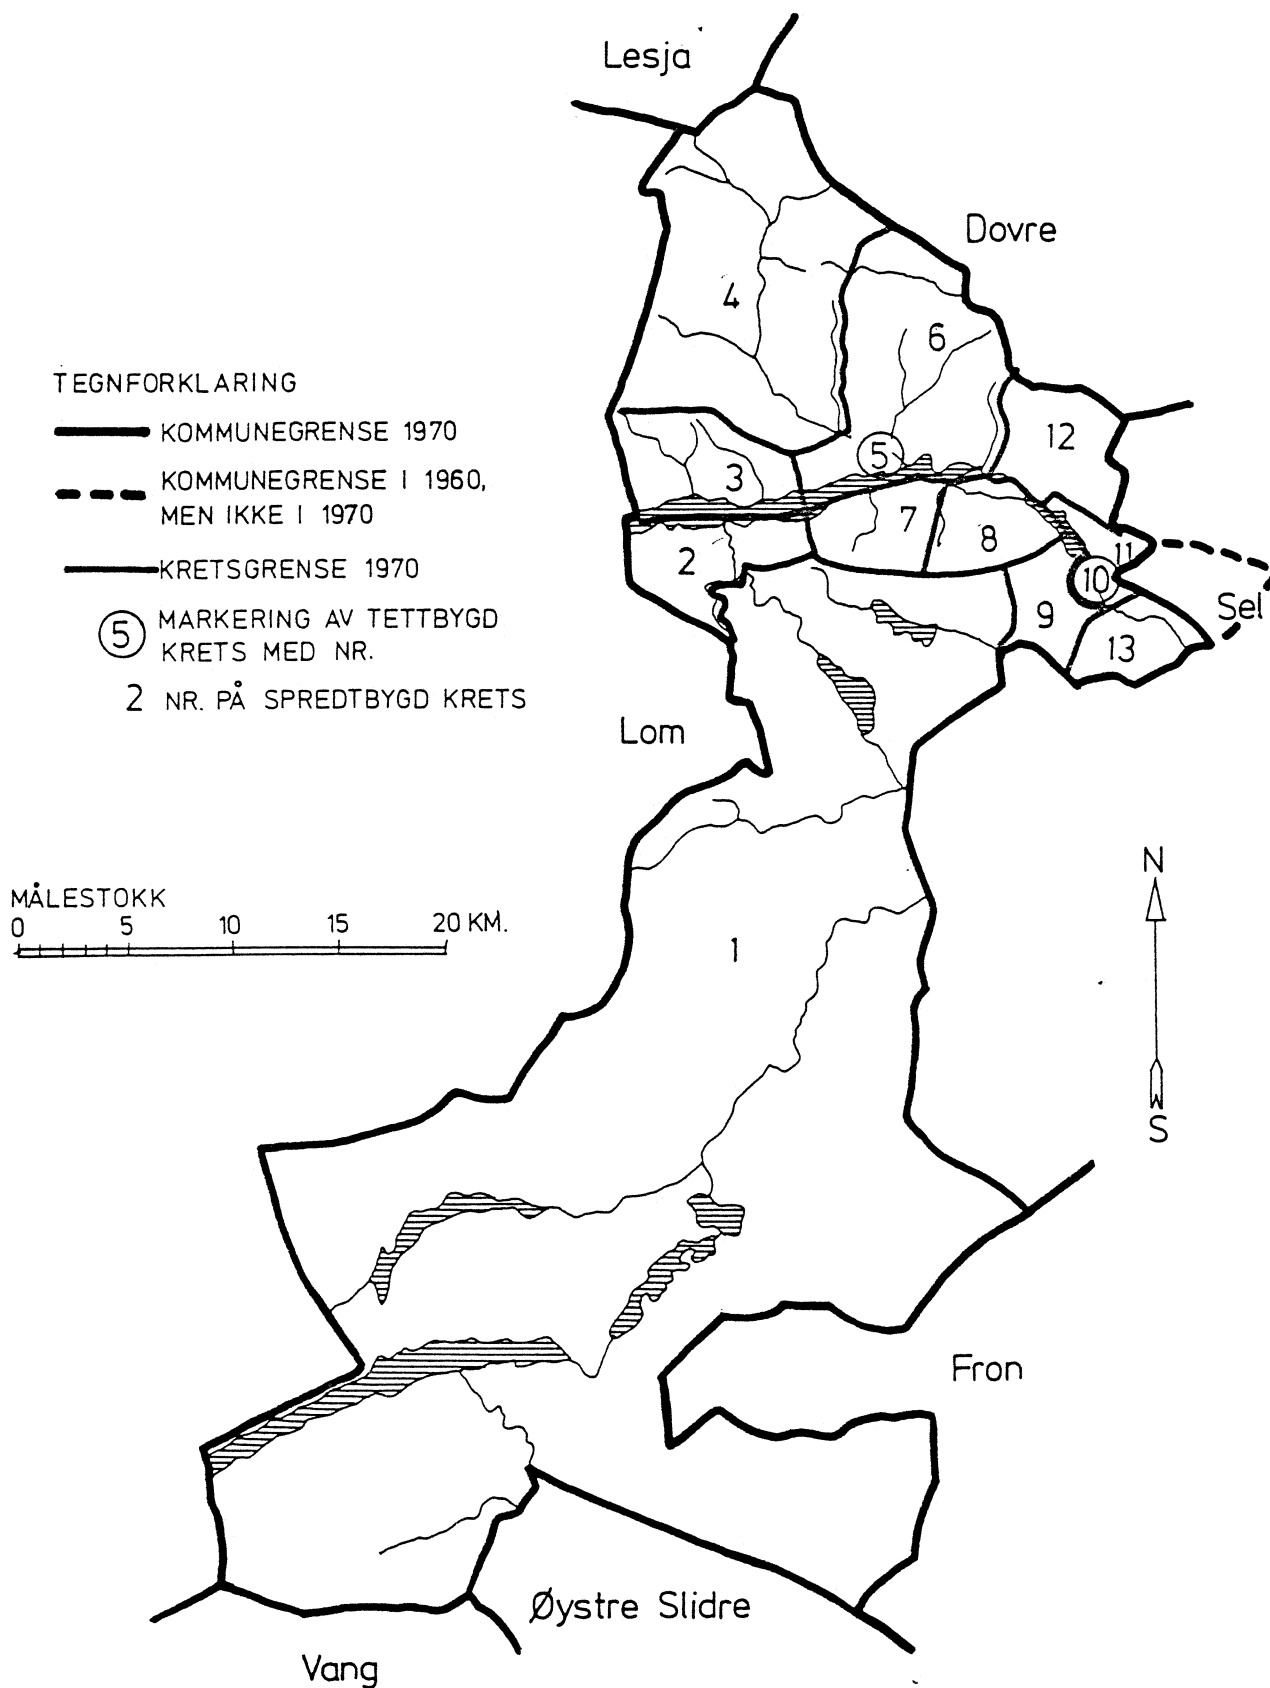 Lesja
Dovre
4
6
TEGNFORKLARING
KOMMUNEGRENSE 1970
KOMMUNEGRENSE I 1960,
MEN IKKE I 1970
KRETSGRENSE 1970
5 MARKERING AV TETTBYGD
KRETS MED NR.
2 NR. PÅ SPREDTBYGD KRETS
12
5
3
7
8
11
2
10
9
Sel
13
Lom
MÅLESTOKK
0 5 10 15 20 KM.
N
1
S
Fron
Øystre Slidre
Vang